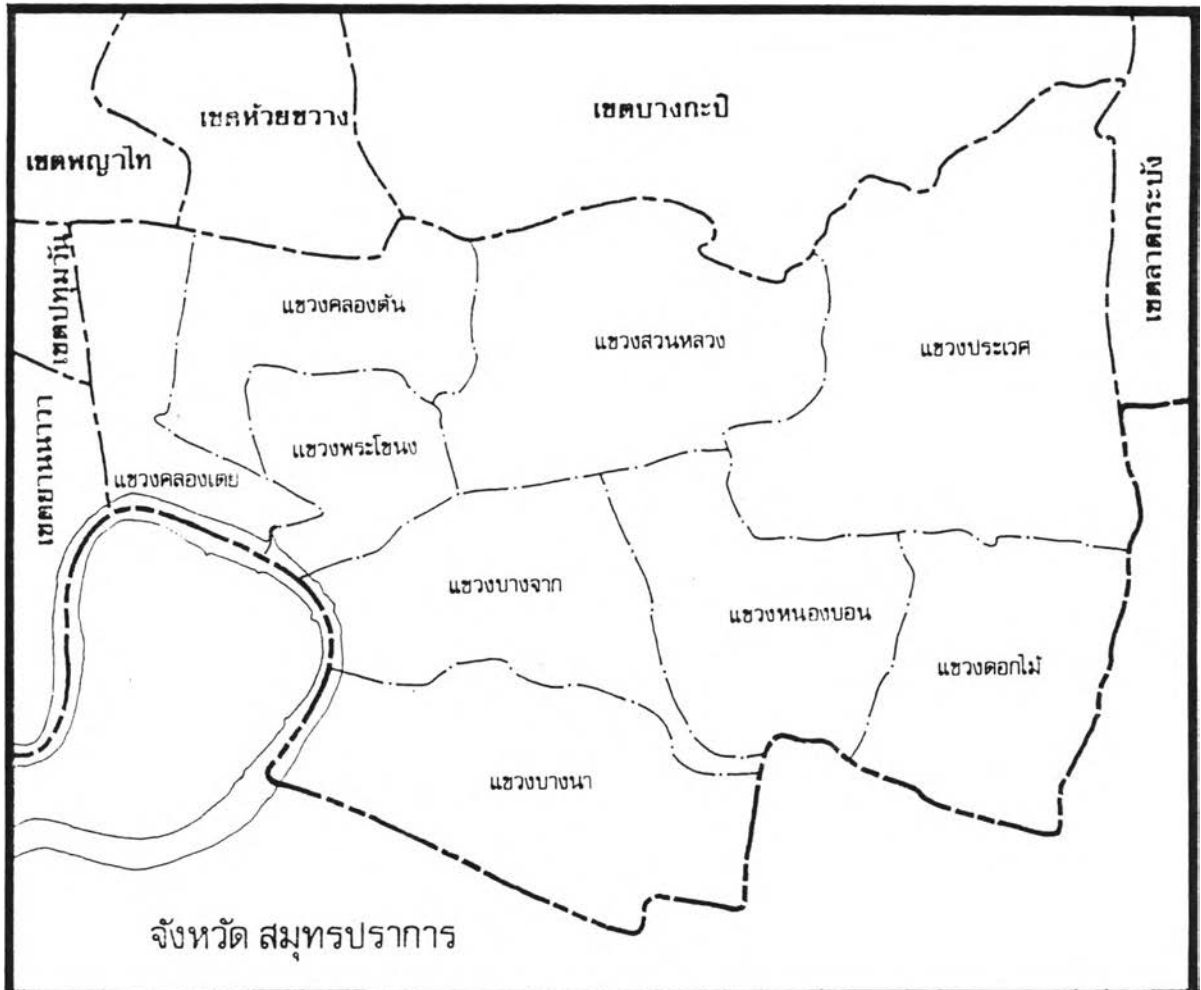 เขตห้วยขวาง
เขตบางกะปิ
เขตพญาไท
เขตลาดกระบัง
เขตปทุมวัน
แขวงคลองตัน
แขวงสวนหลวง
แขวงประเวศ
เขตยานนาวา
แขวงพระโขนง
แขวงคลองเตย
แขวงบางจาก
แขวงหนองบอน
แขวงดอกไม้
แขวงบางนา
จังหวัด สมุทรปราการ